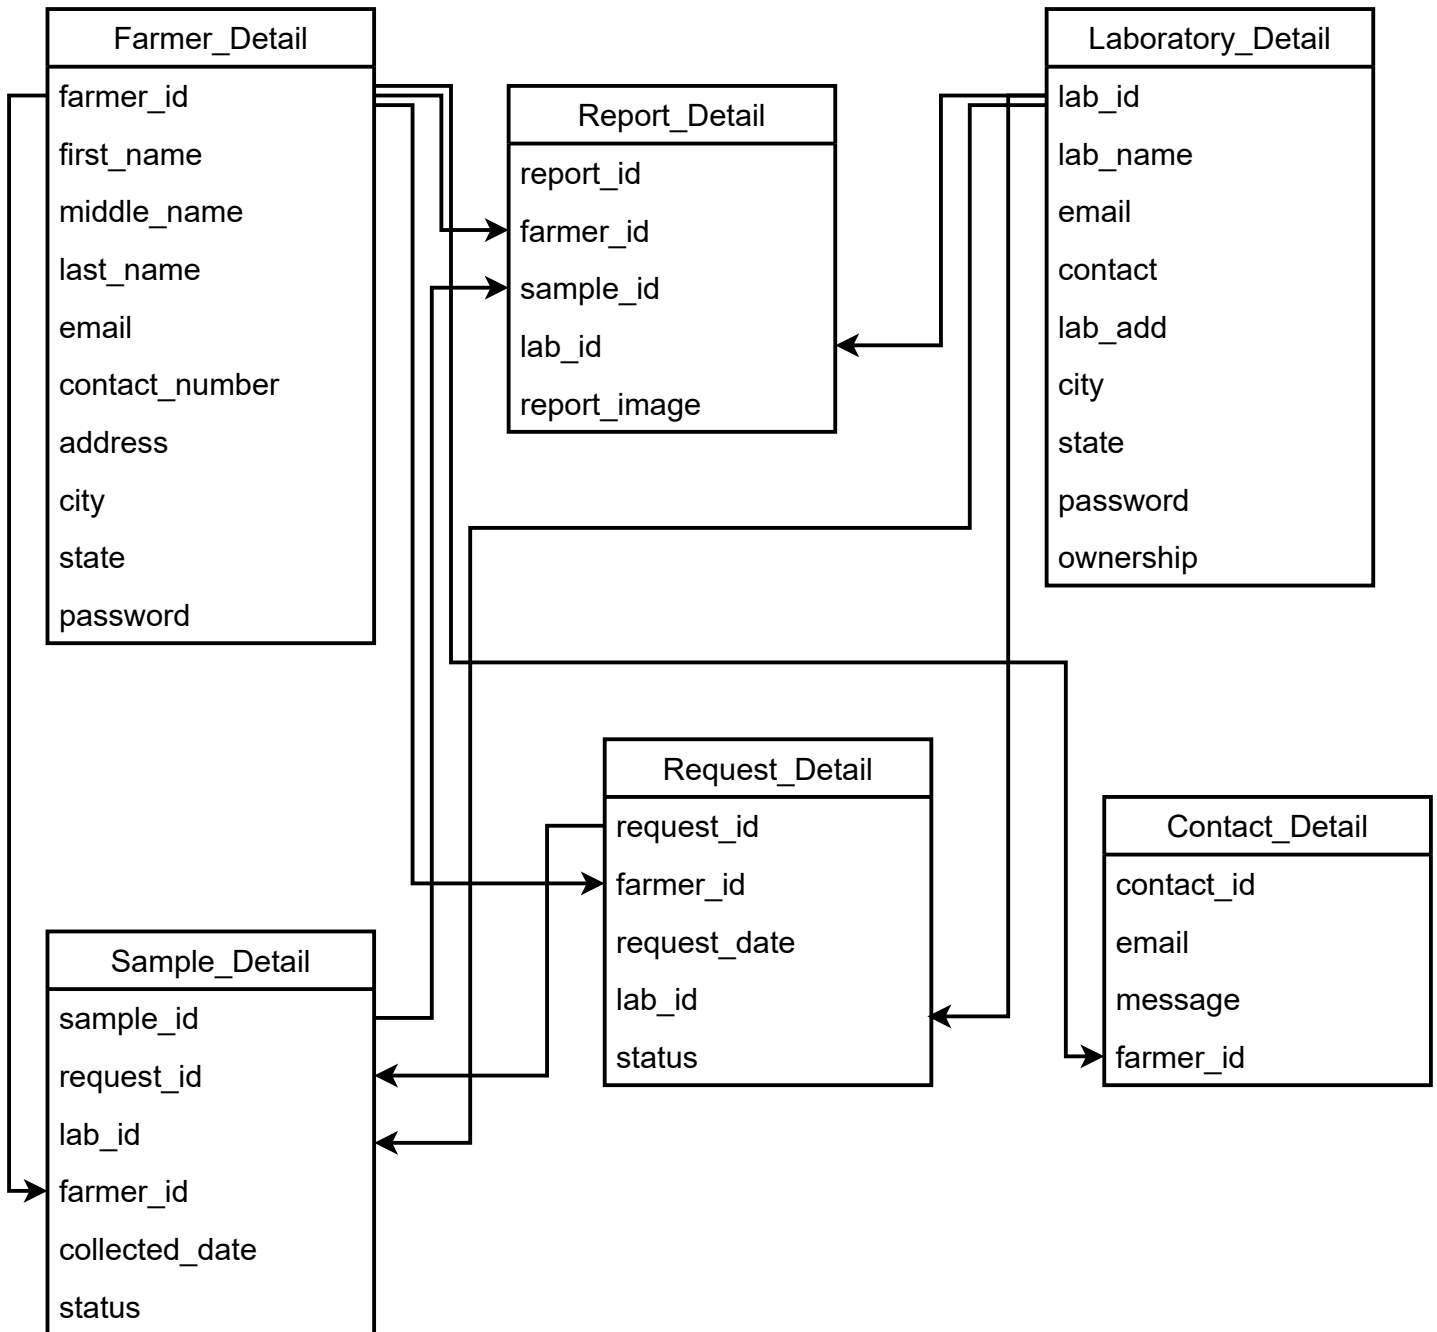 Farmer_Detail
farmer_id
first_name
middle_name
last_name
email
contact_number
address
city
state
password
Report_Detail
report_id
farmer_id
sample_id
lab_id
report_image
Laboratory_Detail
lab_id
lab_name
email
contact
lab_add
city
state
password
ownership
Request_Detail
request_id
farmer_id
request_date
lab_id
status
Contact_Detail
contact_id
email
message
farmer_id
Sample_Detail
sample_id
request_id
lab_id
farmer_id
collected_date
status